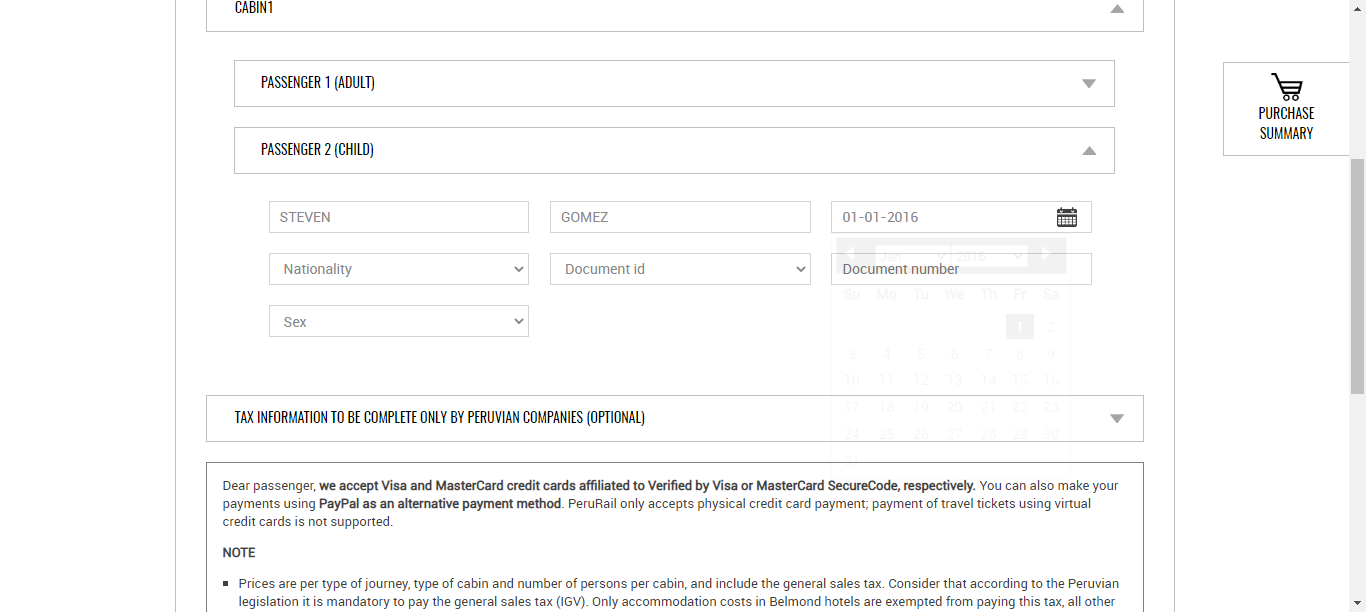 CABIN1
PASSENGER 1 (ADULT)
PURCHASE
SUMMARY
PASSENGER 2 (CHILD)
STEVEN GOMEZ 01-01-2016
Nationality Document id Document number
Jan 2016
Su Mo Tu We Th Fr Sa
1 2
Sex
3 4 5 6 7 8 9
10 11 12 13 14 15 16
17 18 19 20 21 22 23
TAX INFORMATION TO BE COMPLETE ONLY BY PERUVIAN COMPANIES (OPTIONAL)
24 25 26 27 28 29 30
31
Dear passenger, we accept Visa and MasterCard credit cards affiliated to Verified by Visa or MasterCard SecureCode, respectively. You can also make your
payments using PayPal as an alternative payment method. PeruRail only accepts physical credit card payment; payment of travel tickets using virtual
credit cards is not supported.
NOTE
Prices are per type of journey, type of cabin and number of persons per cabin, and include the general sales tax. Consider that according to the Peruvian
legislation it is mandatory to pay the general sales tax (IGV). Only accommodation costs in Belmond hotels are exempted from paying this tax, all other